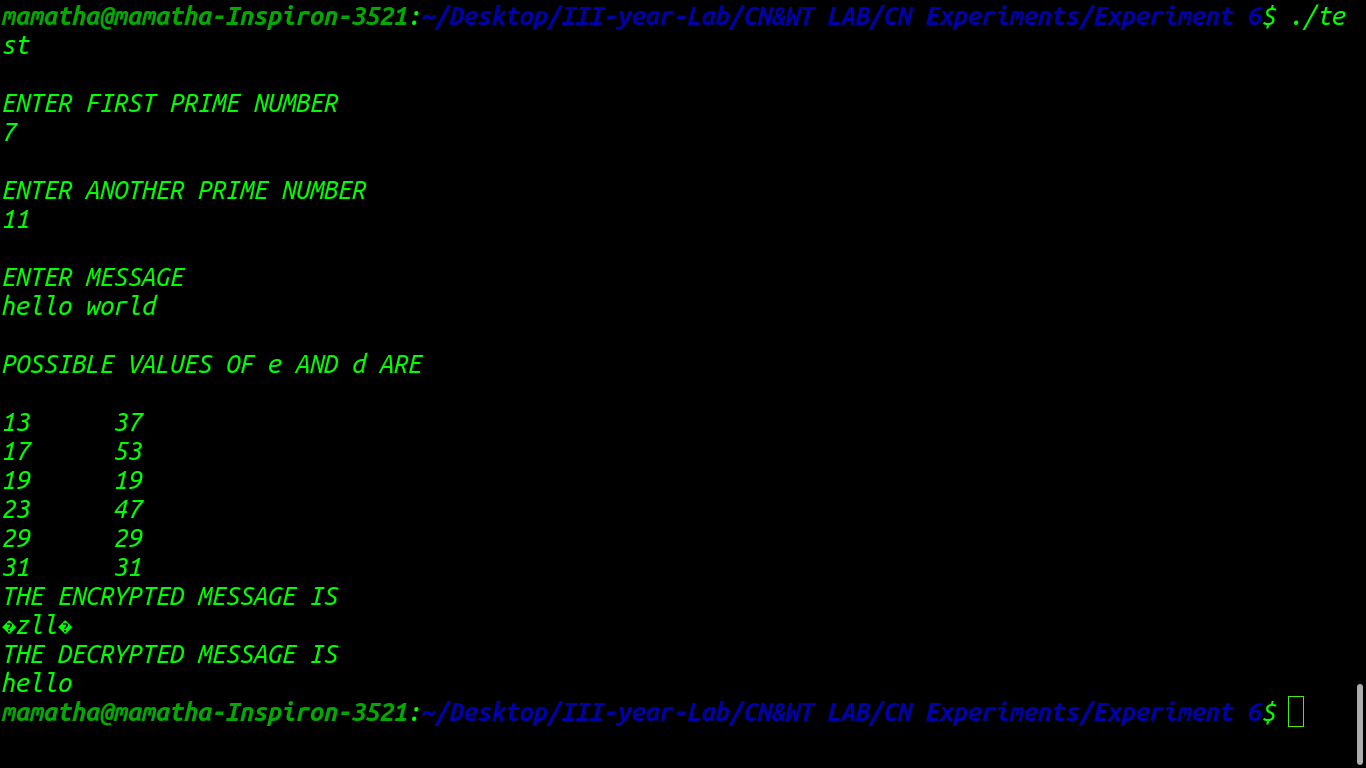 mamatha@mamatha-Inspiron-3521:~/Desktop/III-year-Lab/CN&WT LAB/CN Experiments/Experiment 6$ ./te
st
ENTER FIRST PRIME NUMBER
7
ENTER ANOTHER PRIME NUMBER
11
ENTER MESSAGE
hello world
POSSIBLE VALUES OF e AND d ARE
13 37
17 53
19 19
23 47
29 29
31 31
THE ENCRYPTED MESSAGE IS
�zll�
THE DECRYPTED MESSAGE IS
hello
mamatha@mamatha-Inspiron-3521:~/Desktop/III-year-Lab/CN&WT LAB/CN Experiments/Experiment 6$